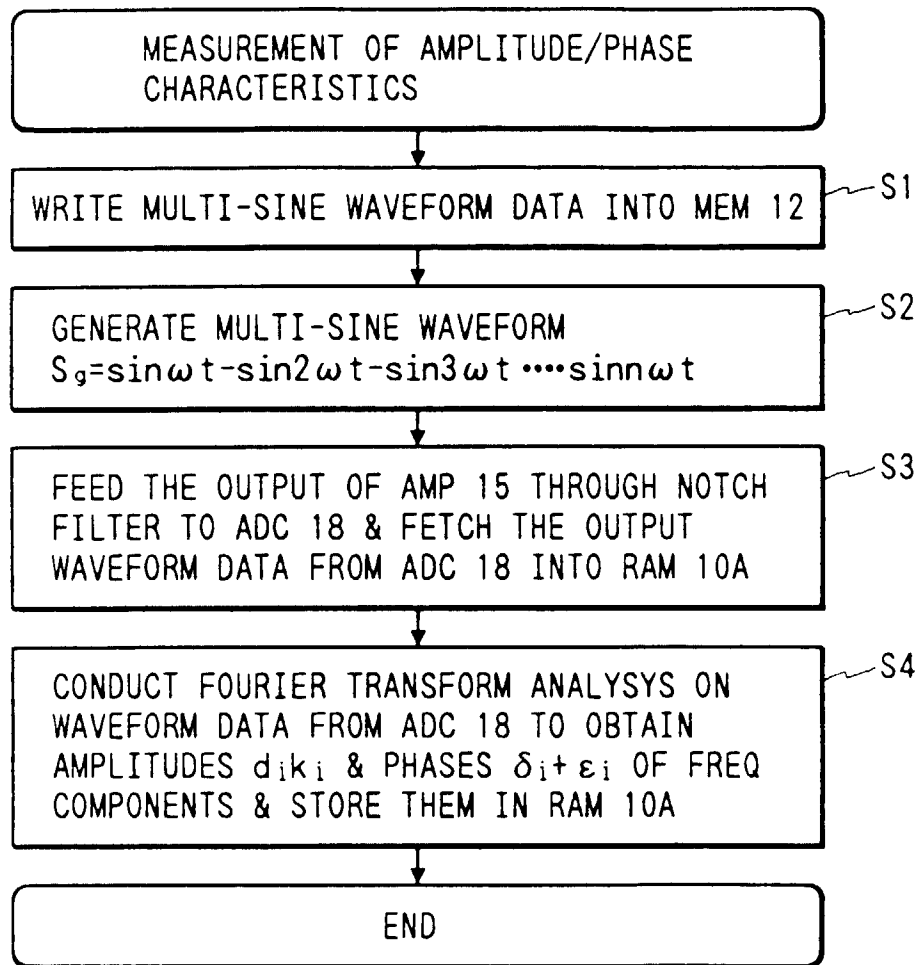 MEASUREMENT OF AMPLITUDE/PHASE
CHARACTERISTICS
WRITE MULTI-SINE WAVEFORM DATA INTO MEM 12
S1
GENERATE MULTI-SINE WAVEFORM
Sg=sinωt-sin2ωt-sin3ωt ····sinnωt
S2
FEED THE OUTPUT OF AMP 15 THROUGH NOTCH
FILTER TO ADC 18 & FETCH THE OUTPUT
WAVEFORM DATA FROM ADC 18 INTO RAM 10A
S3
CONDUCT FOURIER TRANSFORM ANALYSYS ON
WAVEFORM DATA FROM ADC 18 TO OBTAIN
AMPLITUDES diki & PHASES δi+εi OF FREQ
COMPONENTS & STORE THEM IN RAM 10A
S4
END